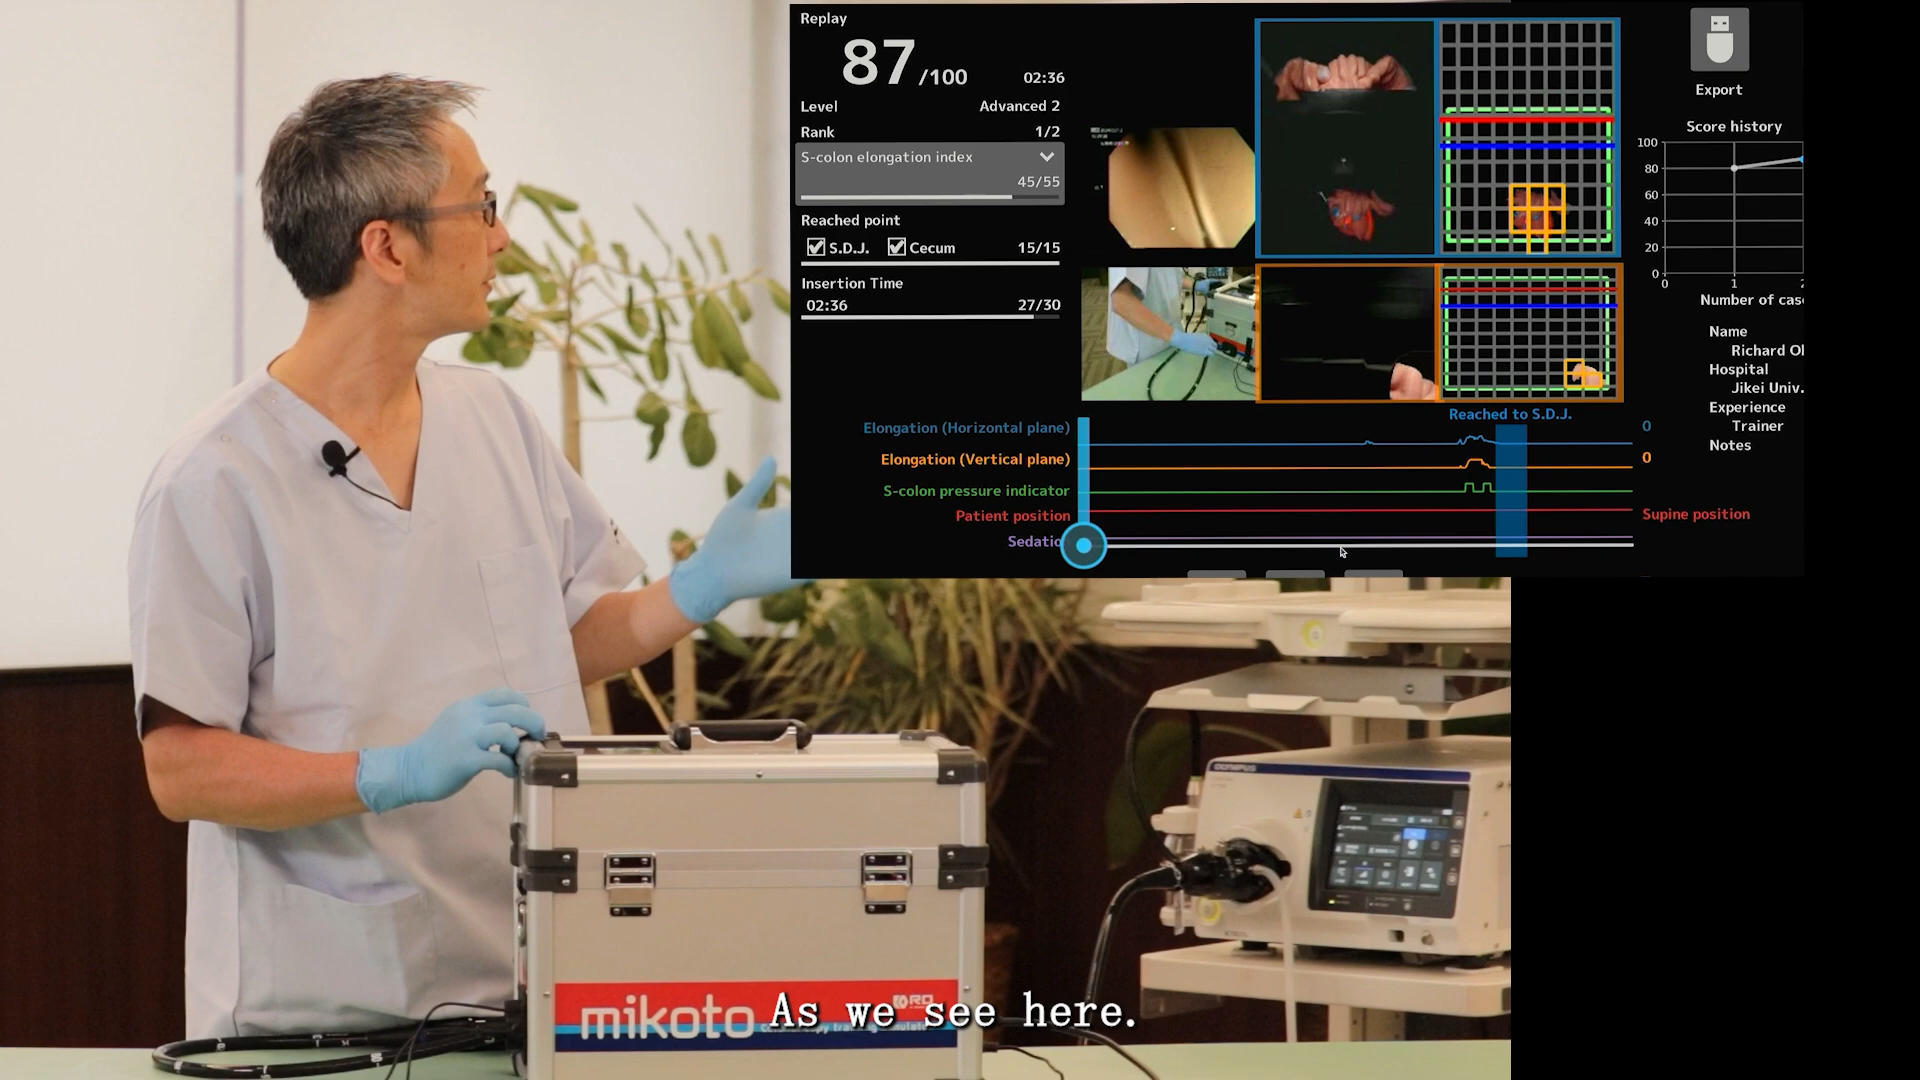 Replay
87/100
02:36
Level
Advanced 2
Rank
1/2
S-colon elongation index
45/55
Reached point
S.D.J.
Cecum
15/15
Insertion Time
02:36
27/30
Export
Score history
100
80
60
40
20
0
0
1
2
Number of case
Name
Richard Ol
Hospital
Jikei Univ.
Experience
Trainer
Notes
Reached to S.D.J.
Elongation (Horizontal plane)
0
Elongation (Vertical plane)
0
S-colon pressure indicator
Patient position
Supine position
Sedatio
OLYMPUS
mikoto
As we see here.